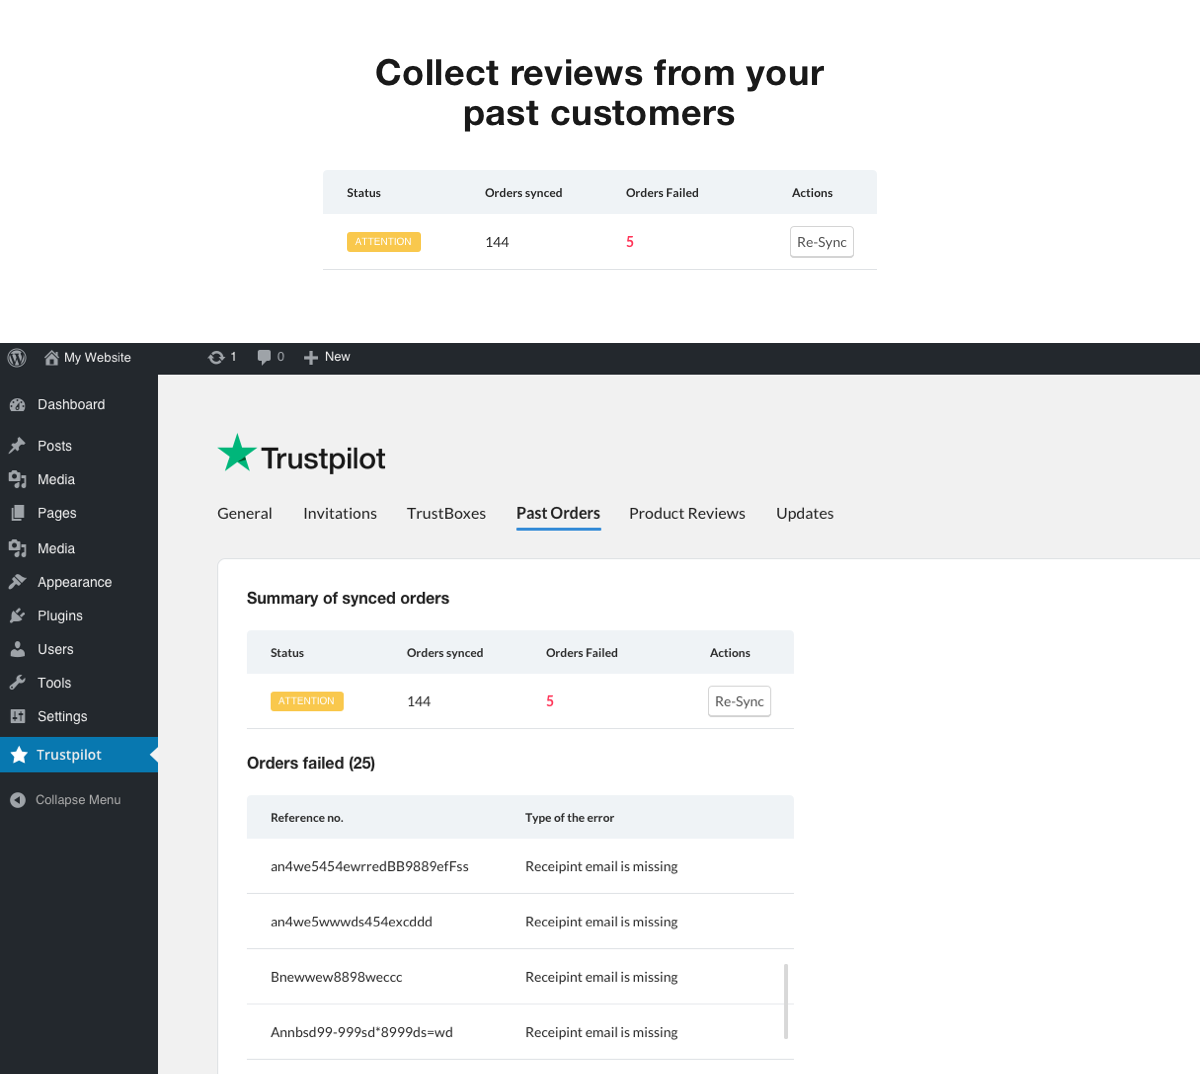 Collect reviews from your
past customers
Status Orders synced Orders Failed Actions
ATTENTION 144 5 Re-Sync
My Website 1 0 New
Dashboard
Posts
Media
Pages
Media
Appearance
Plugins
Users
Tools
Settings
Trustpilot
Collapse Menu
Trustpilot
General Invitations TrustBoxes Past Orders Product Reviews Updates
Summary of synced orders
Status Orders synced Orders Failed Actions
ATTENTION 144 5 Re-Sync
Orders failed (25)
Reference no. Type of the error
an4we5454ewrredBB9889efFss Receipint email is missing
an4we5wwwds454excddd Receipint email is missing
Bnewwew8898weccc Receipint email is missing
Annbsd99-999sd*8999ds=wd Receipint email is missing